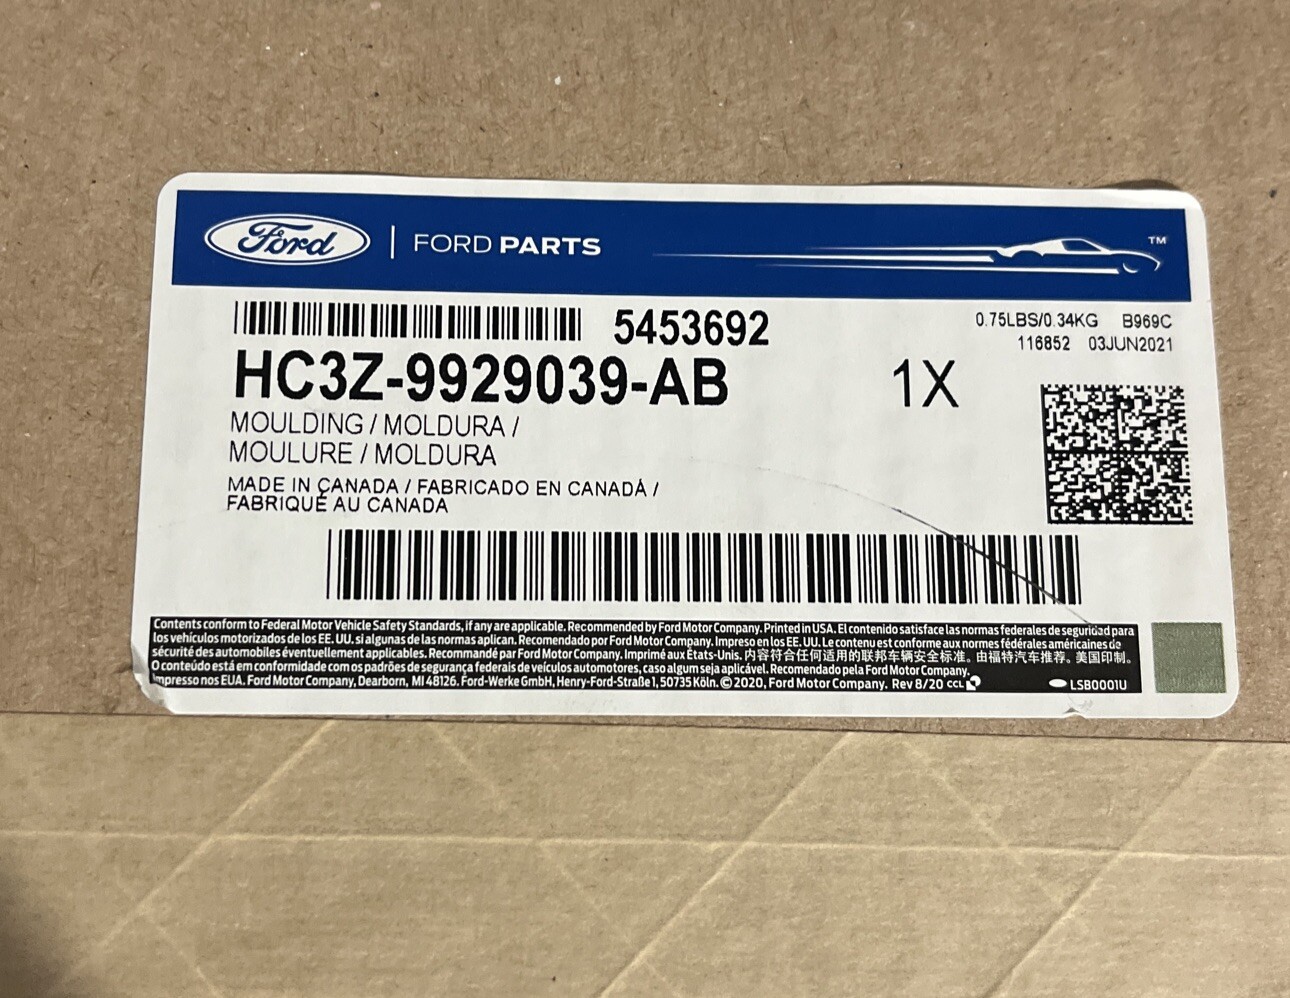 Ford | FORD PARTS TM
5453692
0.75LBS/0.34KG B969C
HC3Z-9929039-AB
1X
116852 03JUN2021
MOULDING / MOLDURA /
MOULURE / MOLDURA
MADE IN CANADA / FABRICADO EN CANADÁ /
FABRIQUÉ AU CANADA
Contents conform to Federal Motor Vehicle Safety Standards, if any are applicable. Recommended by Ford Motor Company. Printed in USA. El contenido satisface las normas federales de seguridad para
los vehículos motorizados de los EE. UU. si algunas de las normas aplican. Recomendado por Ford Motor Company. Impreso en los EE. UU. Le contenu est conforme aux normes fédérales américaines de
sécurité des automobiles éventuellement applicables. Recommandé par Ford Motor Company. Imprimé aux États-Unis. 内容符合任何适用的联邦车辆安全标准。由福特汽车推荐。美国印制。
O conteúdo está em conformidade com os padrões de segurança federais de veículos automotores, caso algum seja aplicável. Recomendado pela Ford Motor Company.
Impresso nos EUA. Ford Motor Company, Dearborn, MI 48126. Ford-Werke GmbH, Henry-Ford-Straße 1, 50735 Köln. © 2020, Ford Motor Company. Rev 8/20 CCL
LSB0001U